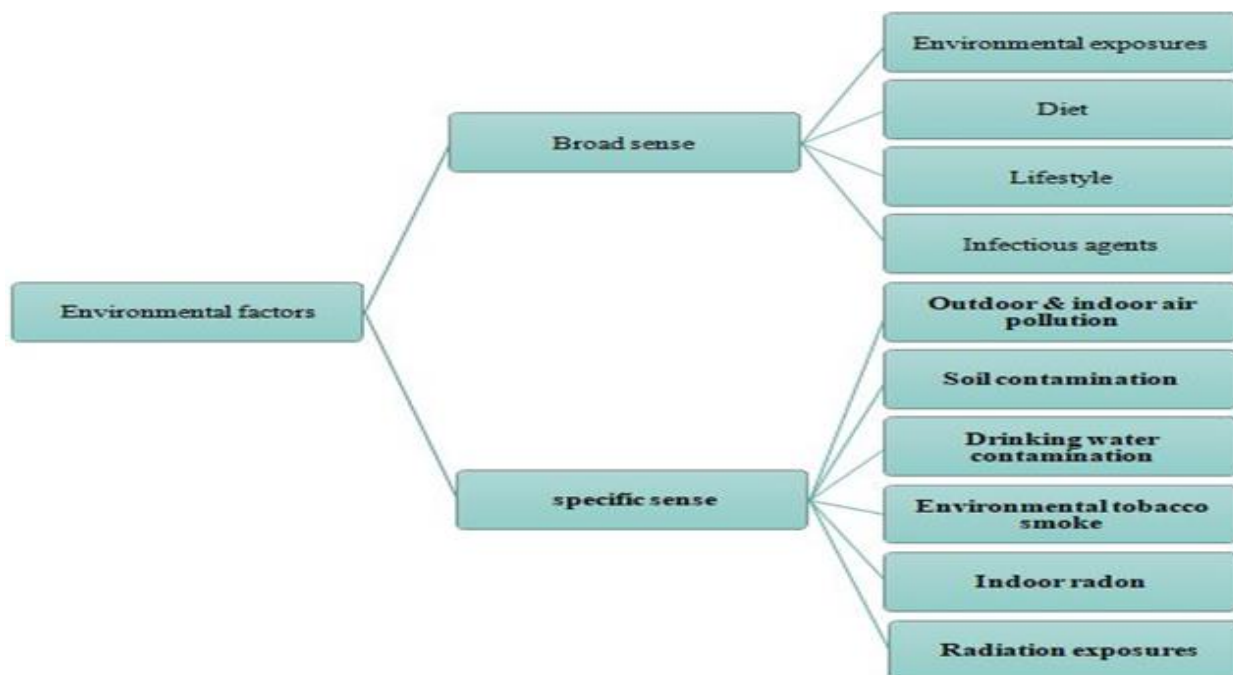 Environmental factors
Broad sense
Environmental exposures
Diet
Lifestyle
Infectious agents
specific sense
Outdoor & indoor air
pollution
Soil contamination
Drinking water
contamination
Environmental tobacco
smoke
Indoor radon
Radiation exposures